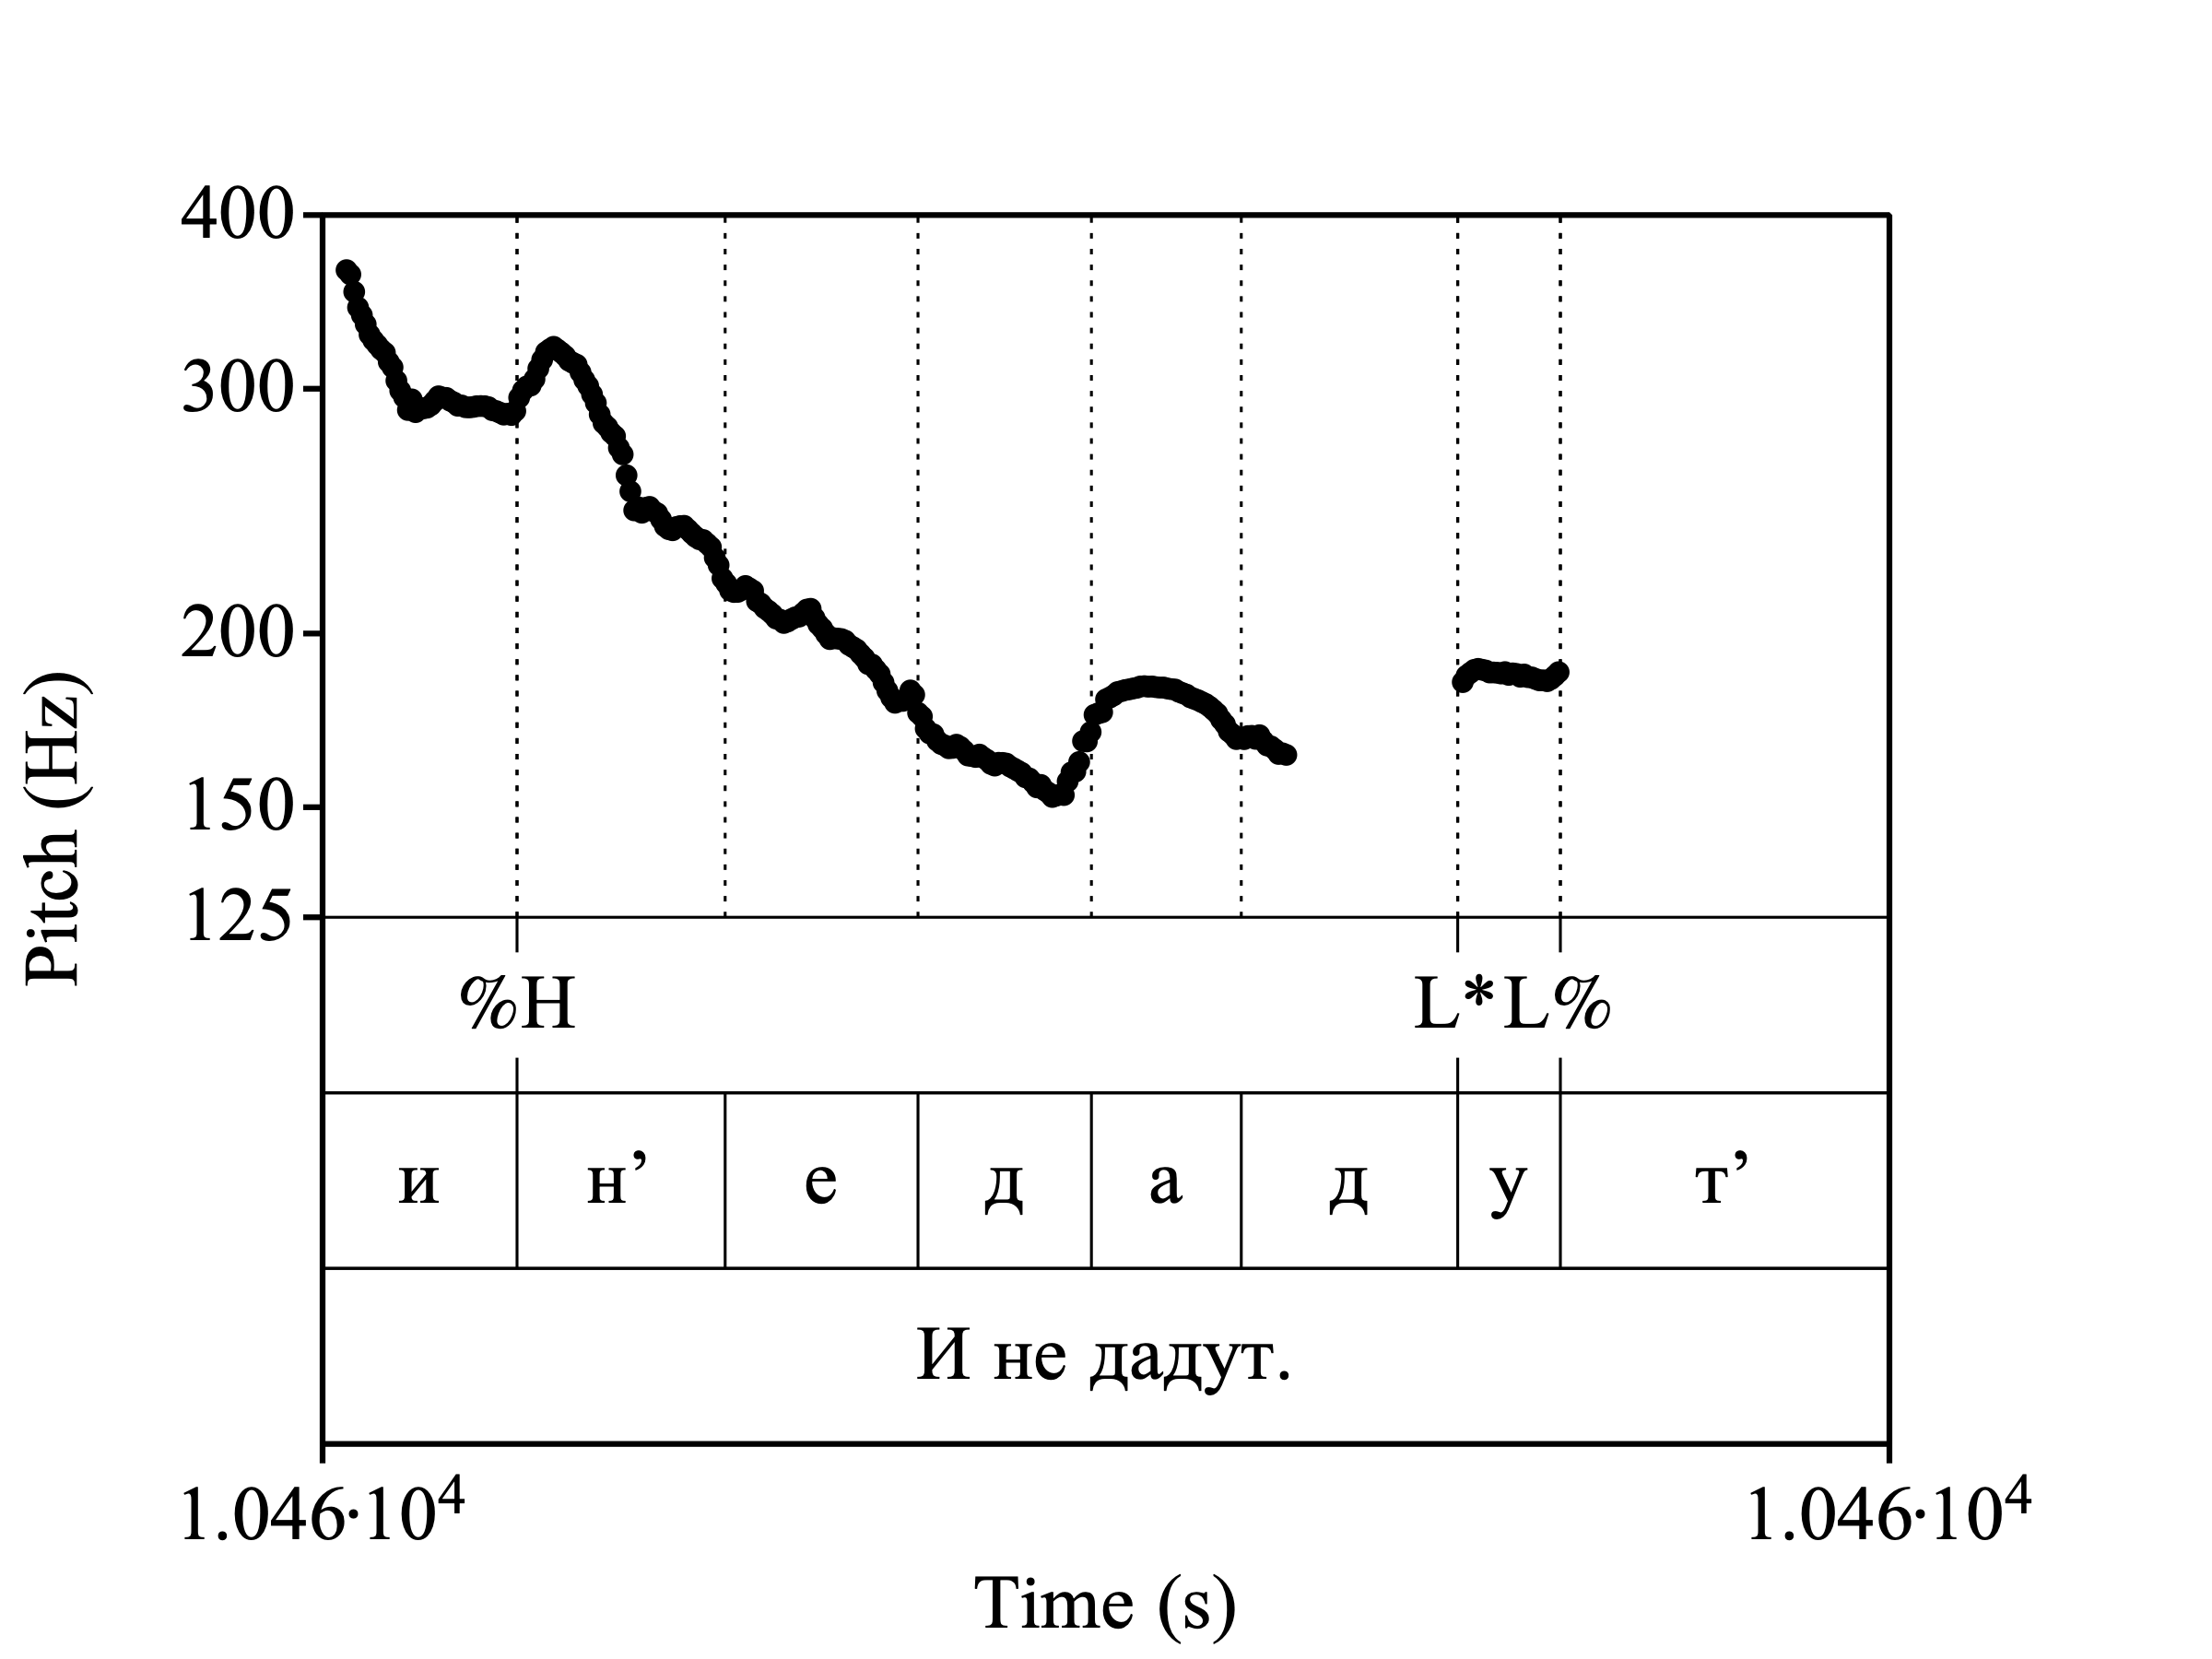 400
300
200
150
125
Pitch (Hz)
%H L*L%
и н’ е д а д у т’
И не дадут.
1.046·10⁴ 1.046·10⁴
Time (s)